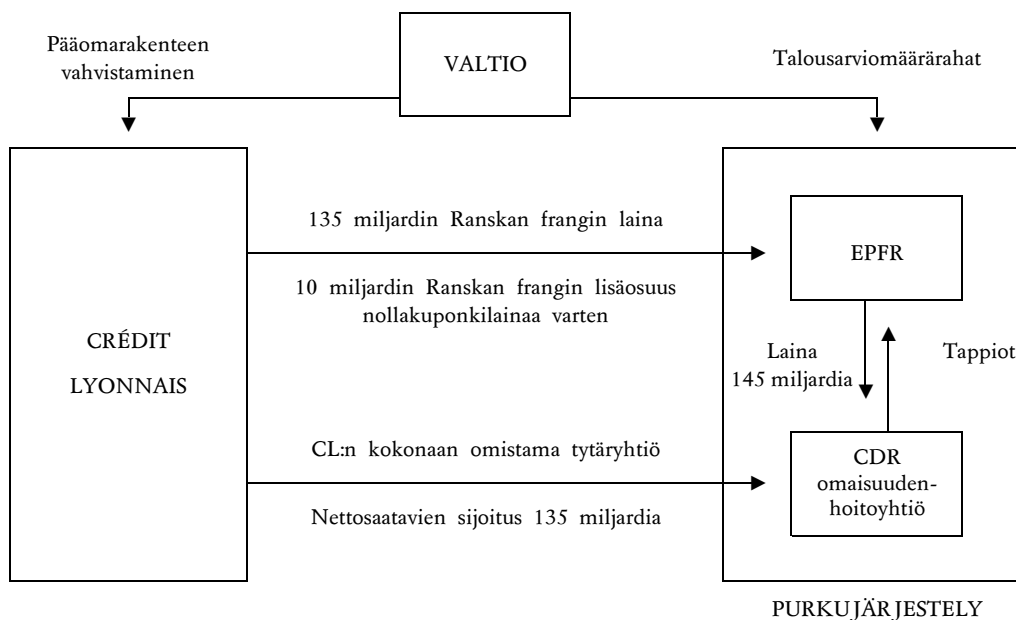 Pääomarakenteen
vahvistaminen
VALTIO
Talousarviomäärärahat
135 miljardin Ranskan frangin laina
EPFR
10 miljardin Ranskan frangin lisäosuus
nollakuponkilainaa varten
CRÉDIT
LYONNAIS
Laina
145 miljardia
Tappiot
CL:n kokonaan omistama tytäryhtiö
CDR
omaisuuden-
hoitoyhtiö
Nettosaatavien sijoitus 135 miljardia
PURKUJÄRJESTELY